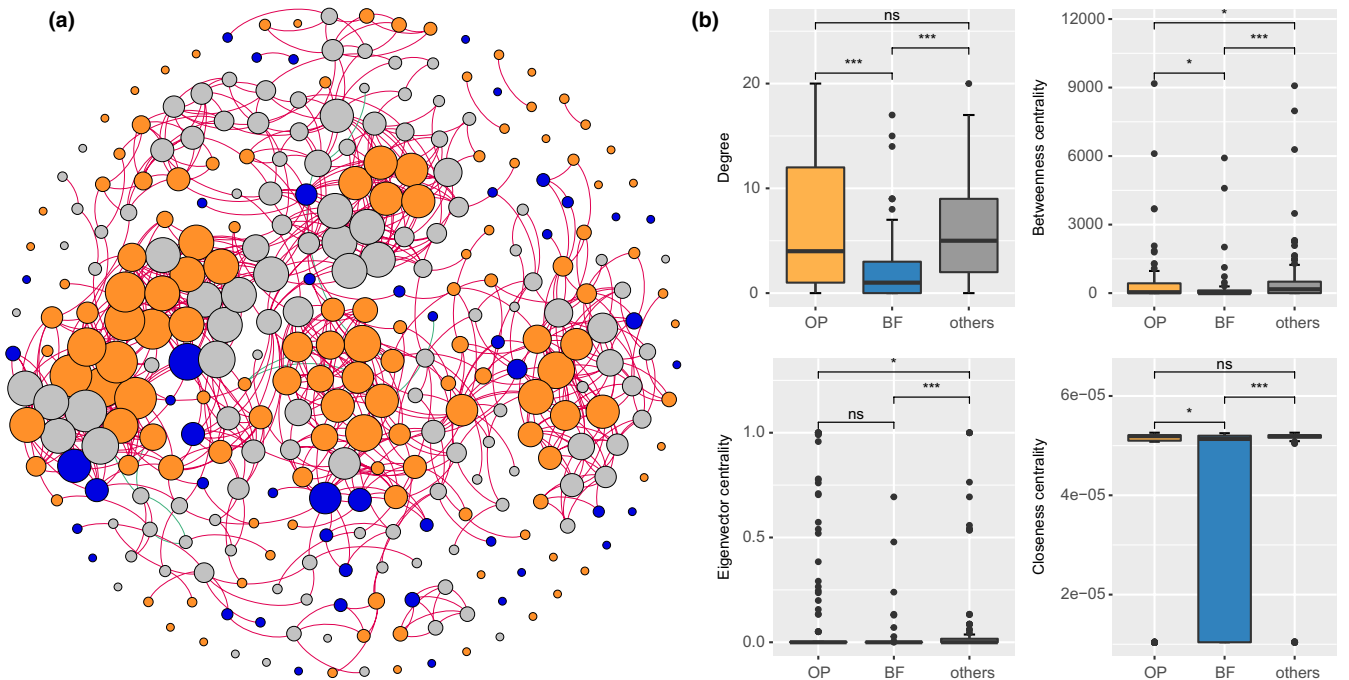 (a)
(b)
Degree
20
10
0
ns
***
***
OP
BF
others
Betweenness centrality
12000
9000
6000
3000
0
*
***
*
OP
BF
others
Eigenvector centrality
1.0
0.5
0.0
*
***
ns
OP
BF
others
Closeness centrality
6e−05
4e−05
2e−05
ns
***
*
OP
BF
others